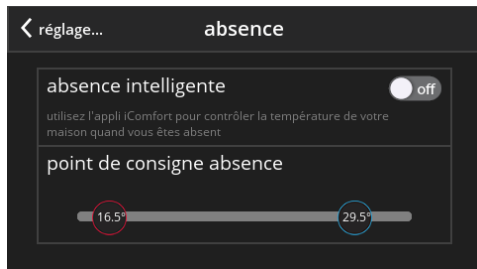 réglage...
absence
absence intelligente
off
utilisez l'appli iComfort pour contrôler la température de votre
maison quand vous êtes absent
point de consigne absence
16.5°
29.5°